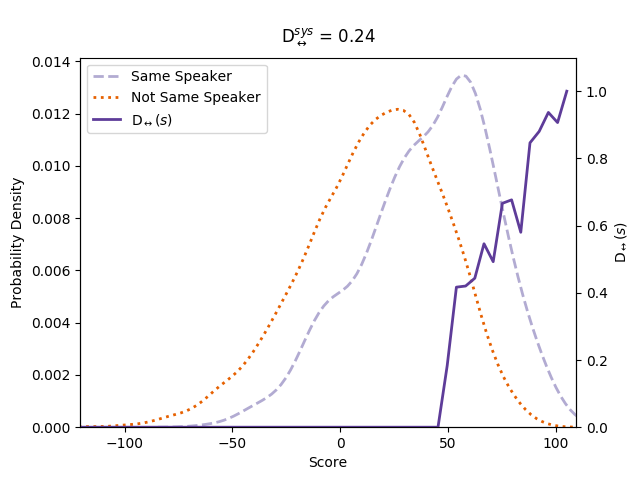 D↔^sys = 0.24
Same Speaker
Not Same Speaker
D↔(s)
0.014
0.012
0.010
0.008
0.006
0.004
0.002
0.000
Probability Density
1.0
0.8
0.6
0.4
0.2
0.0
D↔(s)
−100
−50
0
50
100
Score